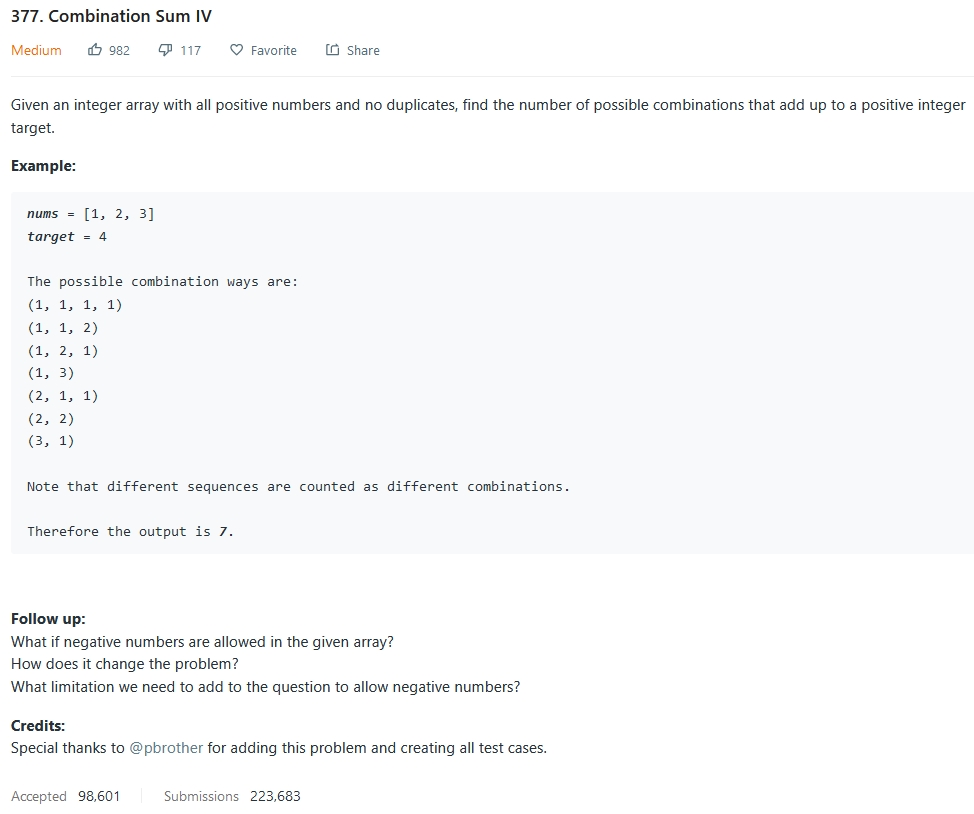 377. Combination Sum IV
Medium 982 117 Favorite Share
Given an integer array with all positive numbers and no duplicates, find the number of possible combinations that add up to a positive integer
target.
Example:
nums = [1, 2, 3]
target = 4
The possible combination ways are:
(1, 1, 1, 1)
(1, 1, 2)
(1, 2, 1)
(1, 3)
(2, 1, 1)
(2, 2)
(3, 1)
Note that different sequences are counted as different combinations.
Therefore the output is 7.
Follow up:
What if negative numbers are allowed in the given array?
How does it change the problem?
What limitation we need to add to the question to allow negative numbers?
Credits:
Special thanks to @pbrother for adding this problem and creating all test cases.
Accepted 98,601 Submissions 223,683